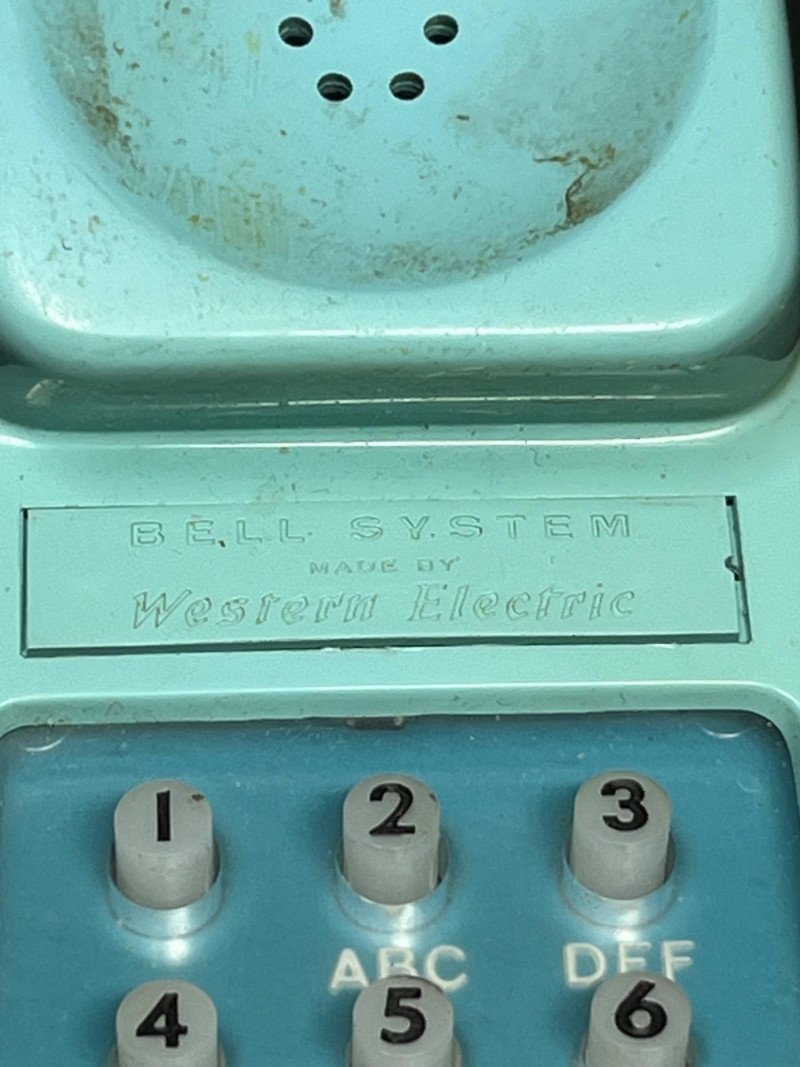 BELL SYSTEM
MADE BY
Western Electric
1 2 3
ABC DEF
4 5 6